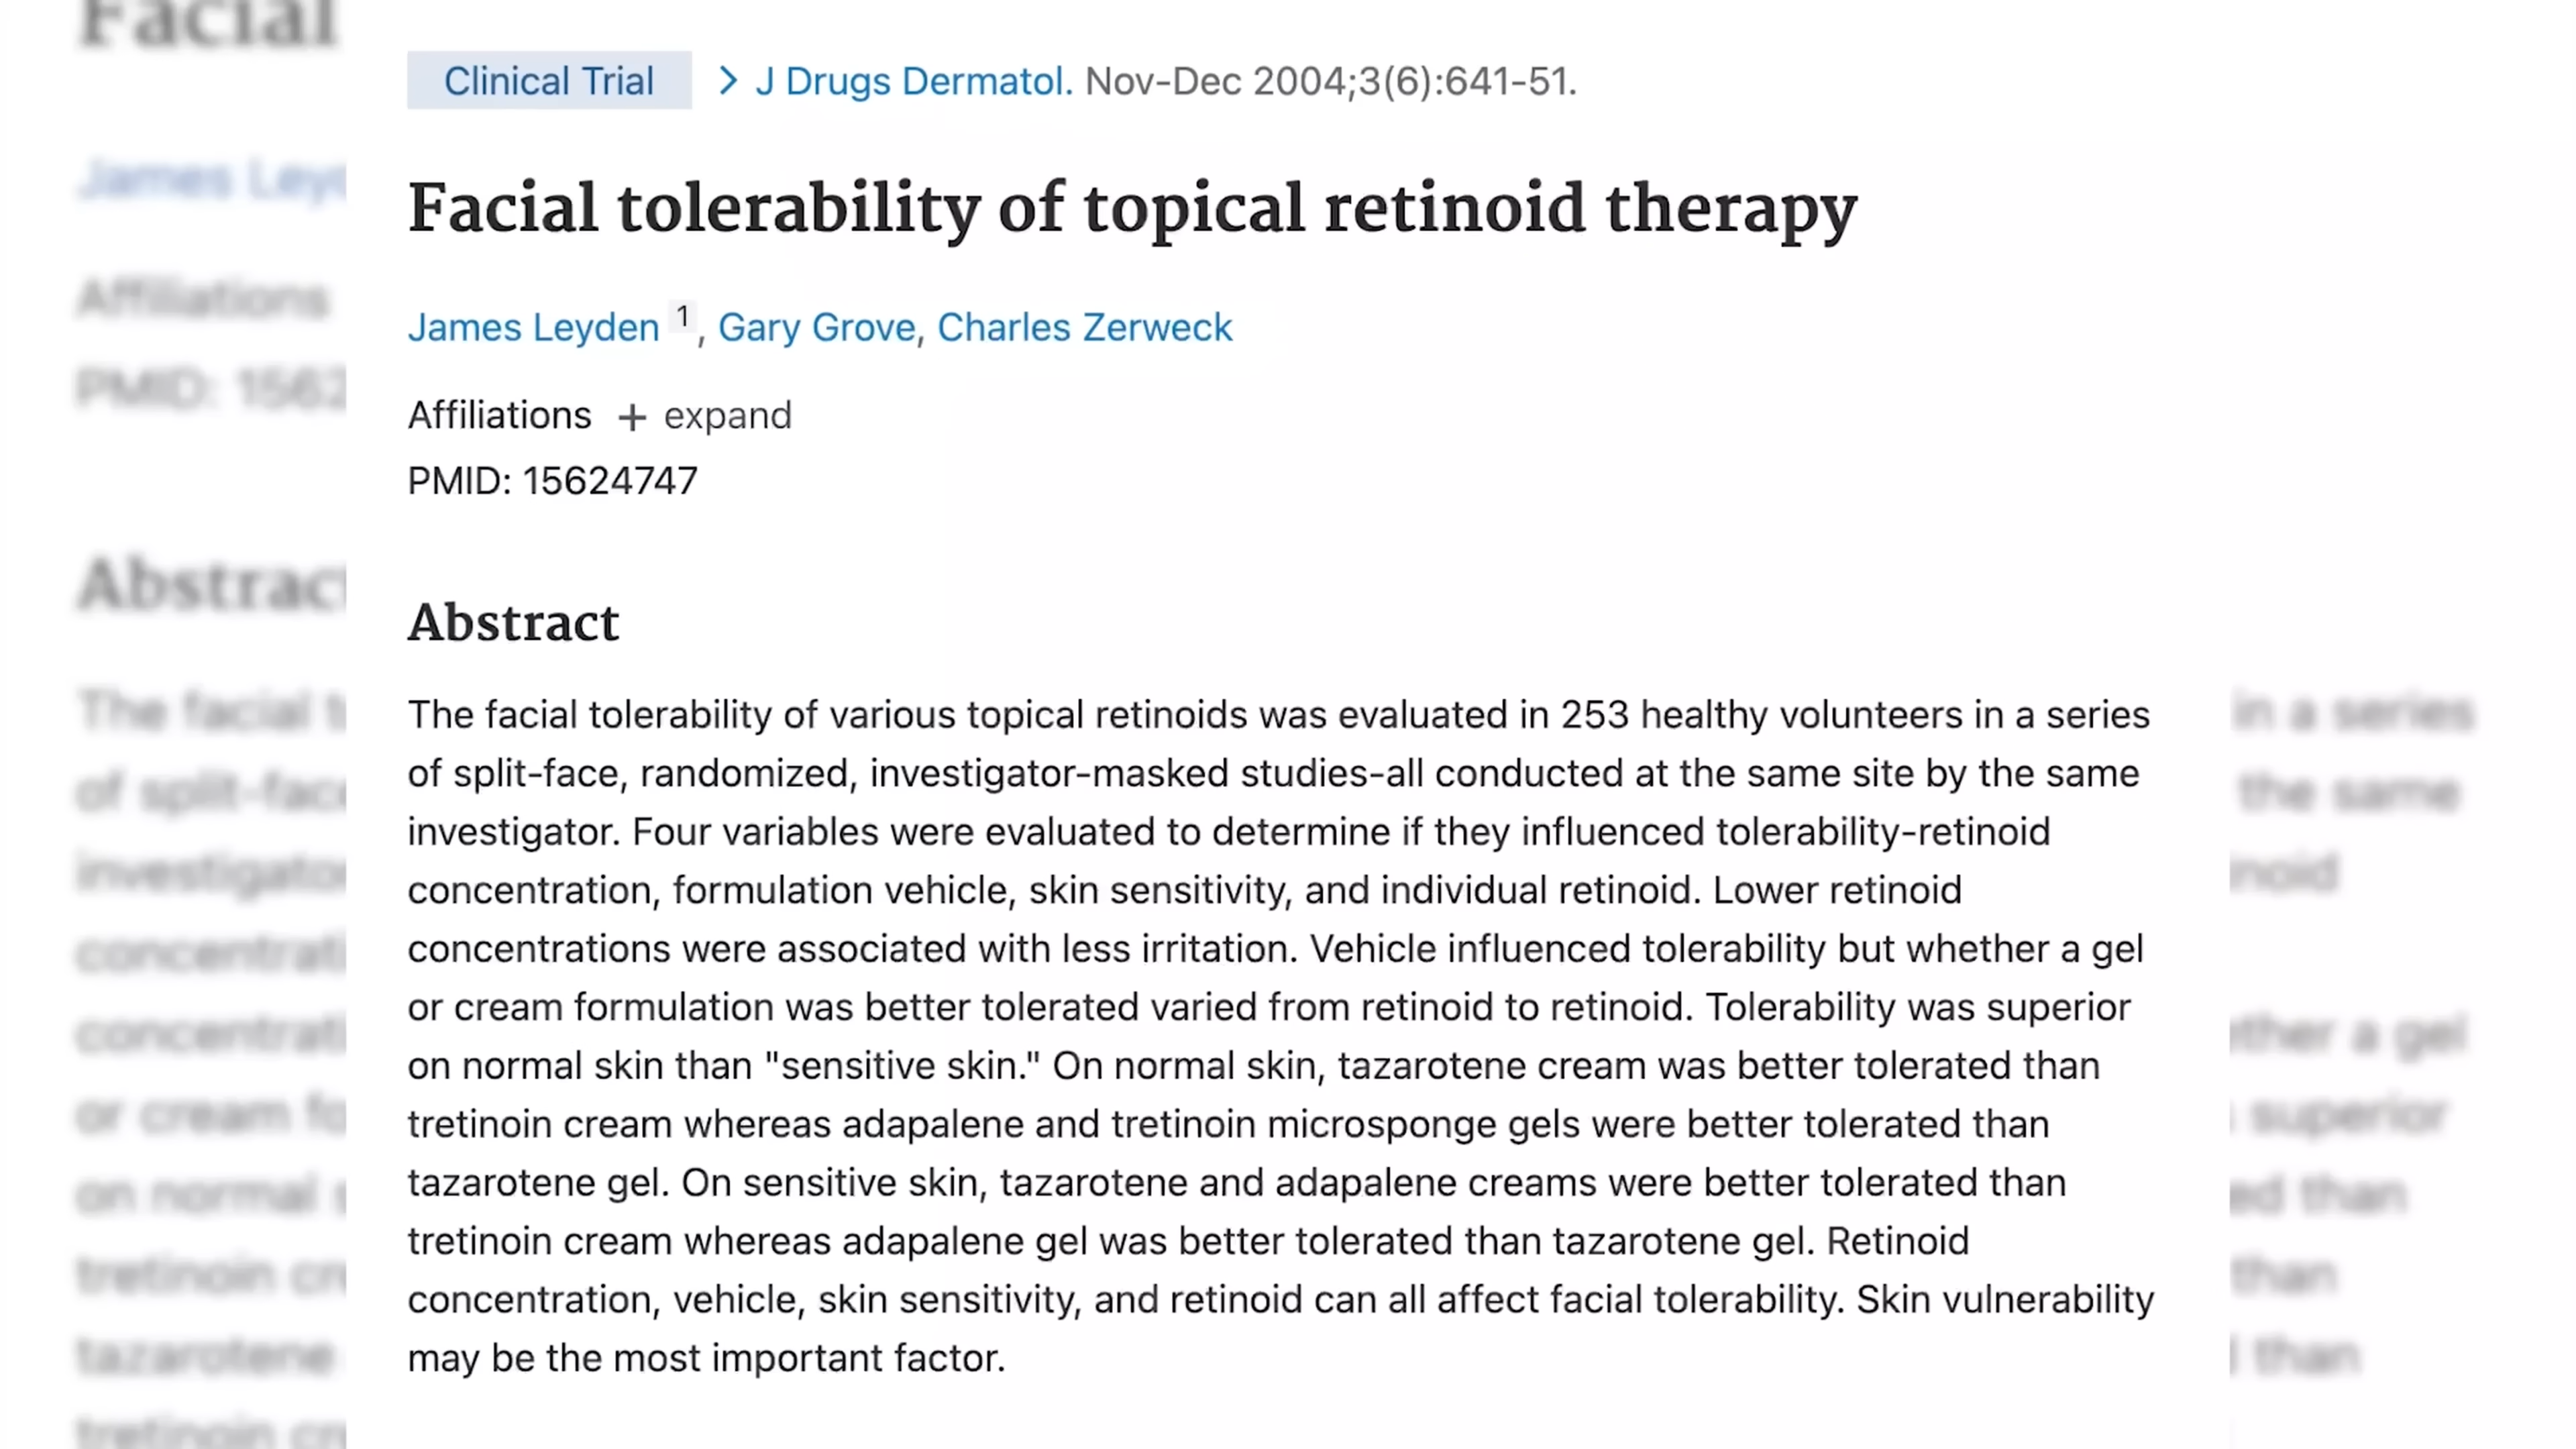 Clinical Trial > J Drugs Dermatol. Nov-Dec 2004;3(6):641-51.
Facial tolerability of topical retinoid therapy
James Leyden 1, Gary Grove, Charles Zerweck
Affiliations + expand
PMID: 15624747
Abstract
The facial tolerability of various topical retinoids was evaluated in 253 healthy volunteers in a series
of split-face, randomized, investigator-masked studies-all conducted at the same site by the same
investigator. Four variables were evaluated to determine if they influenced tolerability-retinoid
concentration, formulation vehicle, skin sensitivity, and individual retinoid. Lower retinoid
concentrations were associated with less irritation. Vehicle influenced tolerability but whether a gel
or cream formulation was better tolerated varied from retinoid to retinoid. Tolerability was superior
on normal skin than "sensitive skin." On normal skin, tazarotene cream was better tolerated than
tretinoin cream whereas adapalene and tretinoin microsponge gels were better tolerated than
tazarotene gel. On sensitive skin, tazarotene and adapalene creams were better tolerated than
tretinoin cream whereas adapalene gel was better tolerated than tazarotene gel. Retinoid
concentration, vehicle, skin sensitivity, and retinoid can all affect facial tolerability. Skin vulnerability
may be the most important factor.